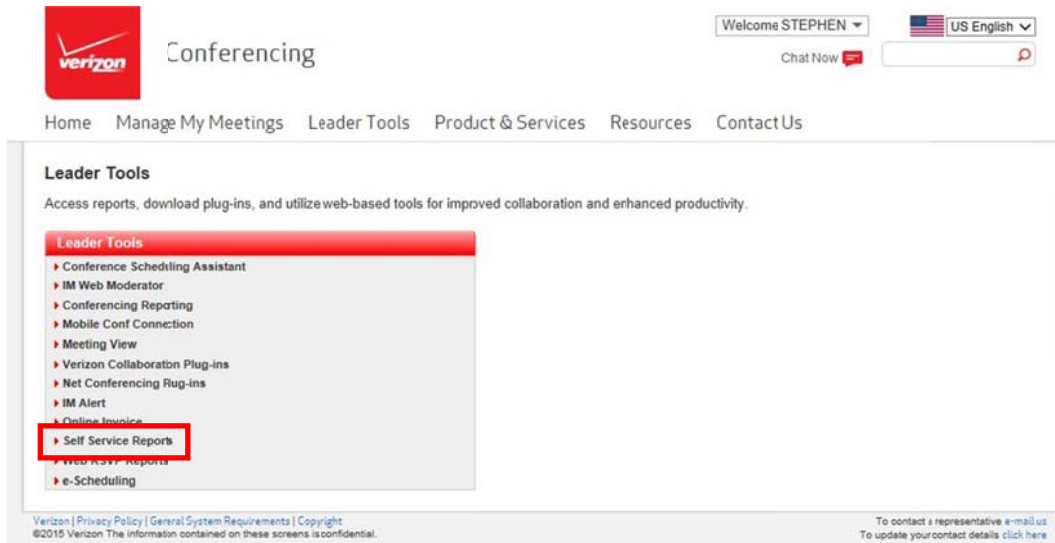 Welcome STEPHEN
US English
verizon
Conferencing
Chat Now
Home Manage My Meetings Leader Tools Product & Services Resources Contact Us
Leader Tools
Access reports, download plug-ins, and utilize web-based tools for improved collaboration and enhanced productivity.
Leader Tools
Conference Scheduling Assistant
IM Web Moderator
Conferencing Reporting
Mobile Conf Connection
Meeting View
Verizon Collaboration Plug-ins
Net Conferencing Plug-ins
IM Alert
Online Invoice
Self Service Reports
Web RSVP Reports
e-Scheduling
Verizon | Privacy Policy | General System Requirements | Copyright
©2015 Verizon The information contained on these screens is confidential.
To contact a representative e-mail us
To update your contact details click here